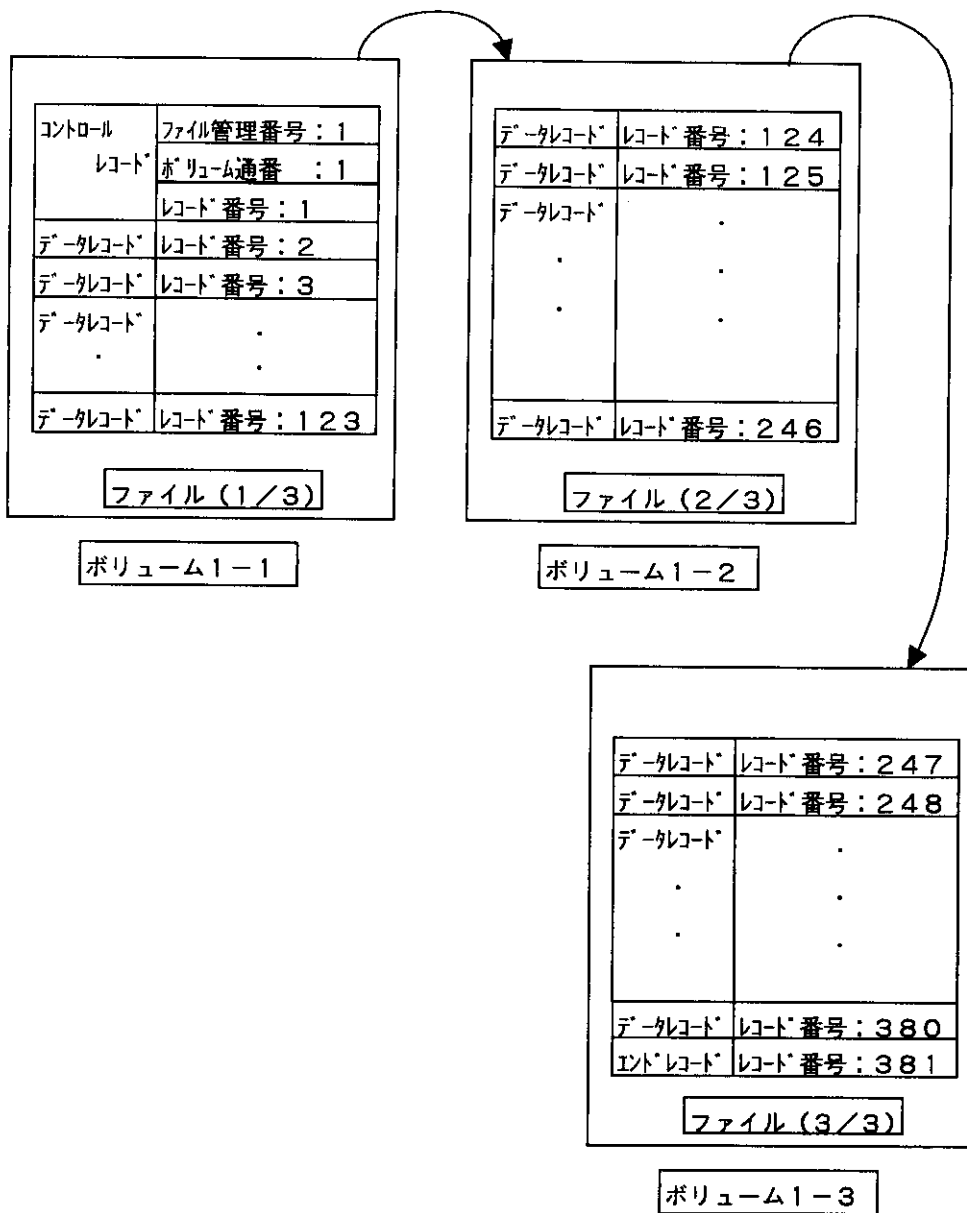 コントロール ファイル管理番号：1
レコード ボリューム通番　：1
レコード番号：1
データレコード レコード番号：2
データレコード レコード番号：3
データレコード ・
・ ・
データレコード レコード番号：123
ファイル（1／3）
ボリューム1－1
データレコード レコード番号：124
データレコード レコード番号：125
データレコード ・
・ ・
・ ・
データレコード レコード番号：246
ファイル（2／3）
ボリューム1－2
データレコード レコード番号：247
データレコード レコード番号：248
データレコード ・
・ ・
・ ・
データレコード レコード番号：380
エンドレコード レコード番号：381
ファイル（3／3）
ボリューム1－3